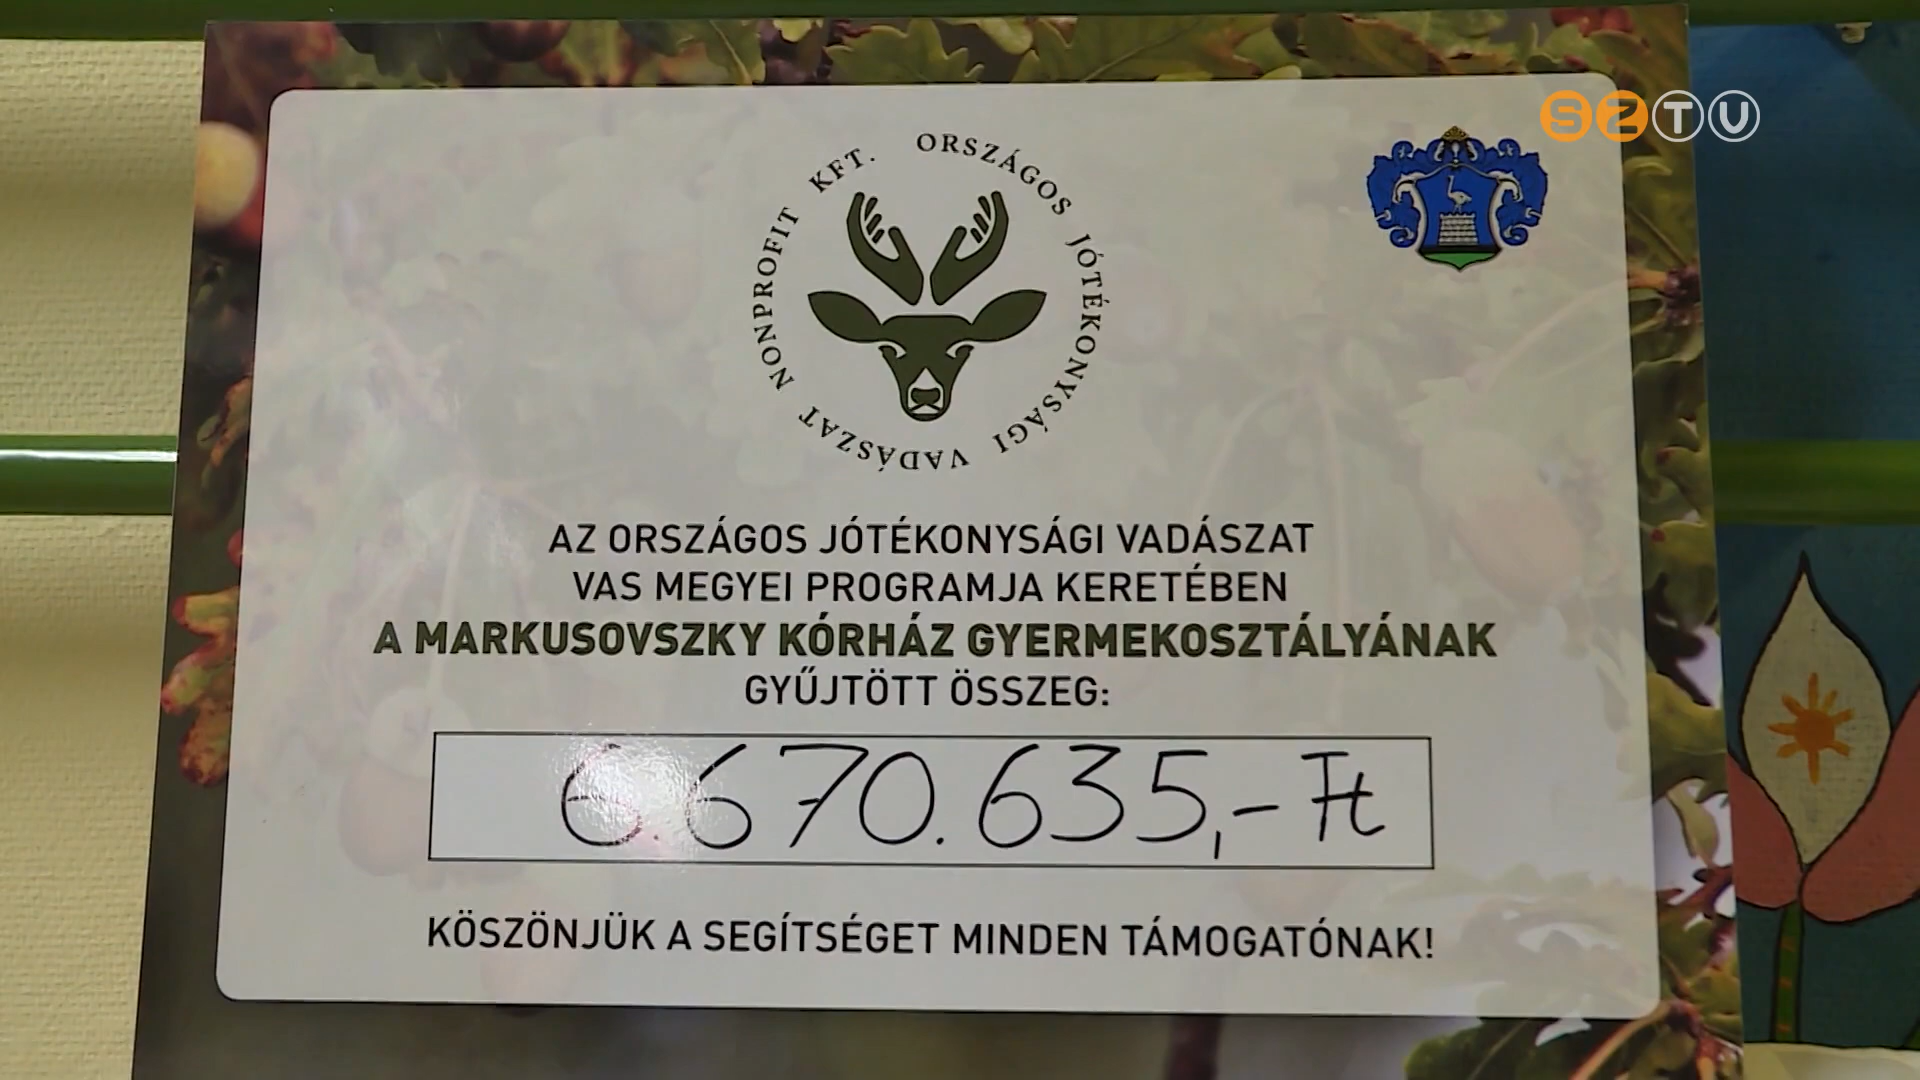 SZTV
ORSZÁGOS JÓTÉKONYSÁGI VADÁSZAT NONPROFIT KFT.
AZ ORSZÁGOS JÓTÉKONYSÁGI VADÁSZAT
VAS MEGYEI PROGRAMJA KERETÉBEN
A MARKUSOVSZKY KÓRHÁZ GYERMEKOSZTÁLYÁNAK
GYŰJTÖTT ÖSSZEG:
6.670.635,- Ft
KÖSZÖNJÜK A SEGÍTSÉGET MINDEN TÁMOGATÓNAK!